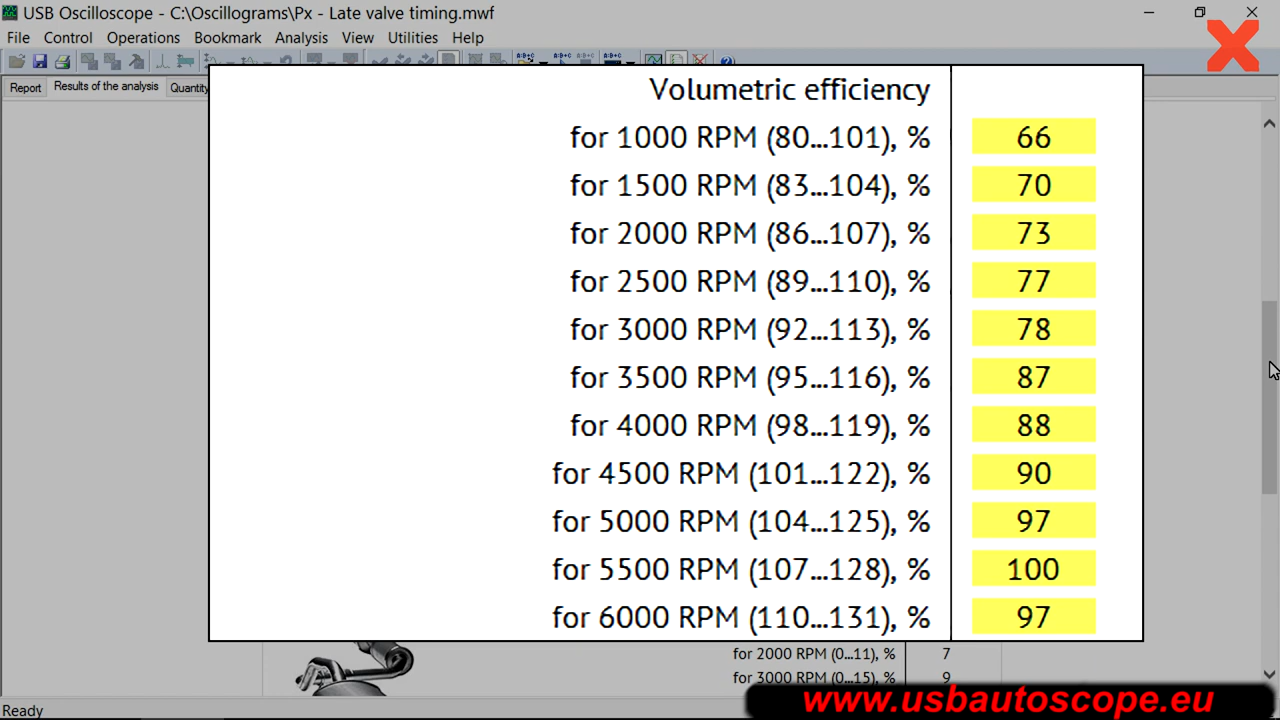 USB Oscilloscope - C:\Oscillograms\Px - Late valve timing.mwf
File Control Operations Bookmark Analysis View Utilities Help
Report Results of the analysis Quantity
Volumetric efficiency
for 1000 RPM (80...101), % 66
for 1500 RPM (83...104), % 70
for 2000 RPM (86...107), % 73
for 2500 RPM (89...110), % 77
for 3000 RPM (92...113), % 78
for 3500 RPM (95...116), % 87
for 4000 RPM (98...119), % 88
for 4500 RPM (101...122), % 90
for 5000 RPM (104...125), % 97
for 5500 RPM (107...128), % 100
for 6000 RPM (110...131), % 97
for 2000 RPM (0...11), % 7
for 3000 RPM (0...15), % 9
www.usbautoscope.eu
Ready